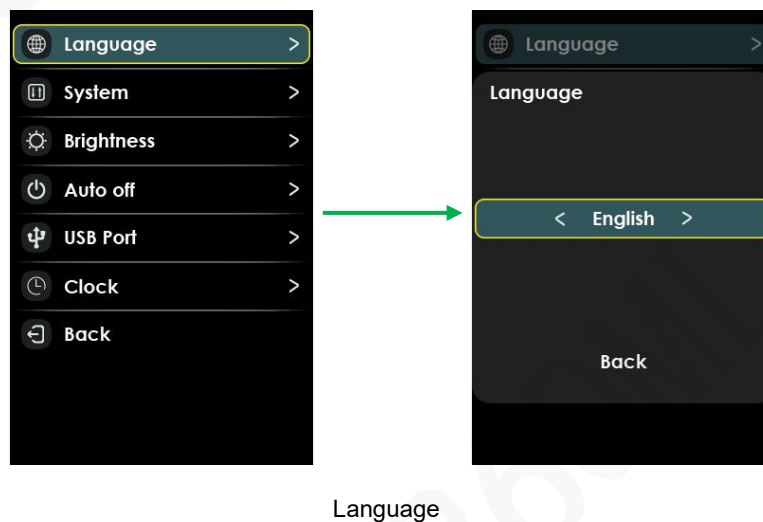 Language >
System >
Brightness >
Auto off >
USB Port >
Clock >
Back
Language >
Language
< English >
Back
Language